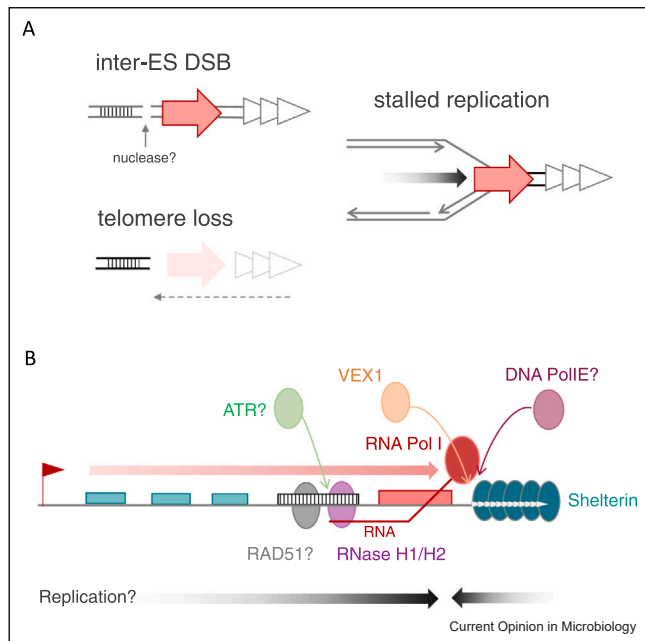 A
inter-ES DSB
stalled replication
nuclease?
telomere loss
B
VEX1
DNA PolIE?
ATR?
RNA Pol I
Shelterin
RNA
RAD51?
RNase H1/H2
Replication?
Current Opinion in Microbiology